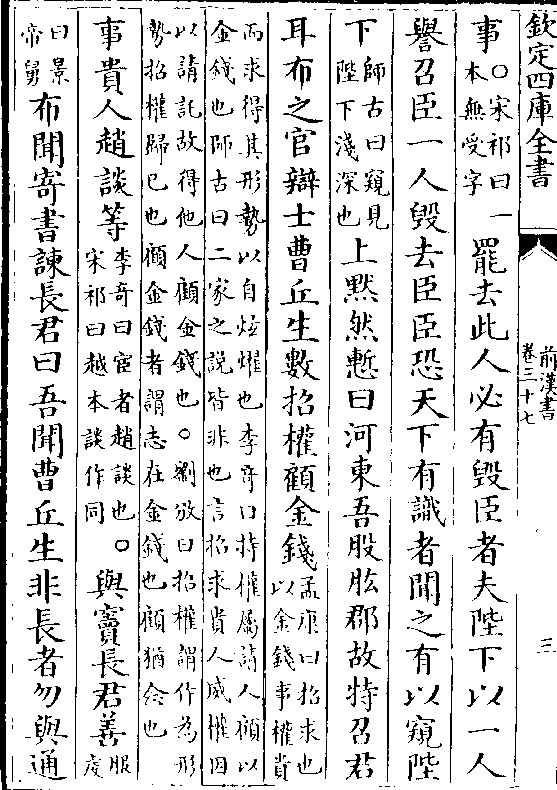 欽定四庫全書
前漢書
卷三十七
三
事○宋祁曰一本無受字罷去此人必有毀臣者夫陛下以一人
譽召臣一人毀去臣臣恐天下有識者聞之有以窺陛
下師古曰窺見陛下淺深也上黙然慙曰河東吾股肱郡故特召君
耳布之官辯士曹丘生數招權顧金錢孟康曰招求也以金錢事權貴
而求得其形勢以自炫燿也李奇曰持權屬請人顧以
金錢也師古曰二家之說皆非也言招求貴人威權因
以請託故得他人顧金錢也○劉攽曰招權謂作為形
勢招權歸已也顧金錢者謂志在金錢也顧猶念也
事貴人趙談等李竒曰宦者趙談也○宋祁曰越本談作同與竇長君善服䖍
曰景帝舅布聞寄書諫長君曰吾聞曹丘生非長者勿與通